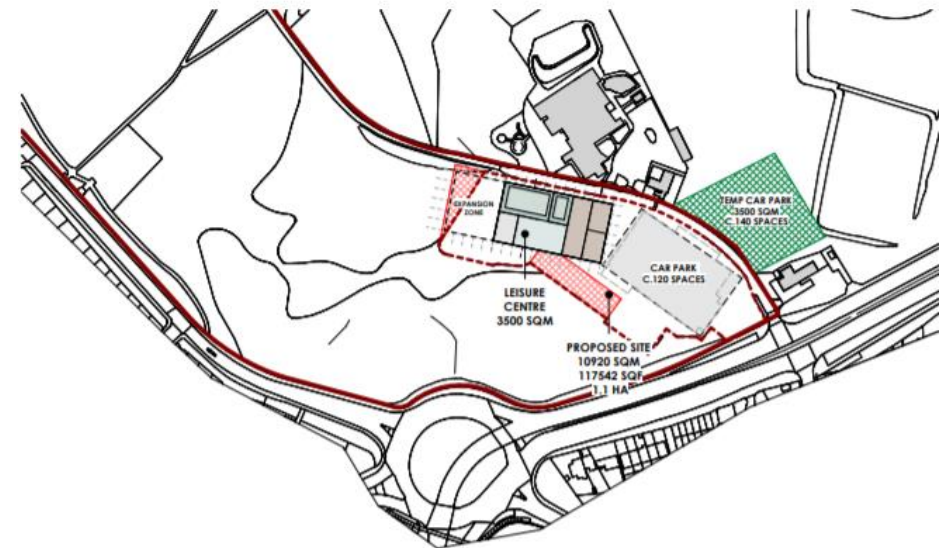 EXPANSION
ZONE
TEMP CAR PARK
3500 SQM
C.140 SPACES
CAR PARK
C.120 SPACES
LEISURE
CENTRE
3500 SQM
PROPOSED SITE
10920 SQM
117542 SQF
1.1 HA